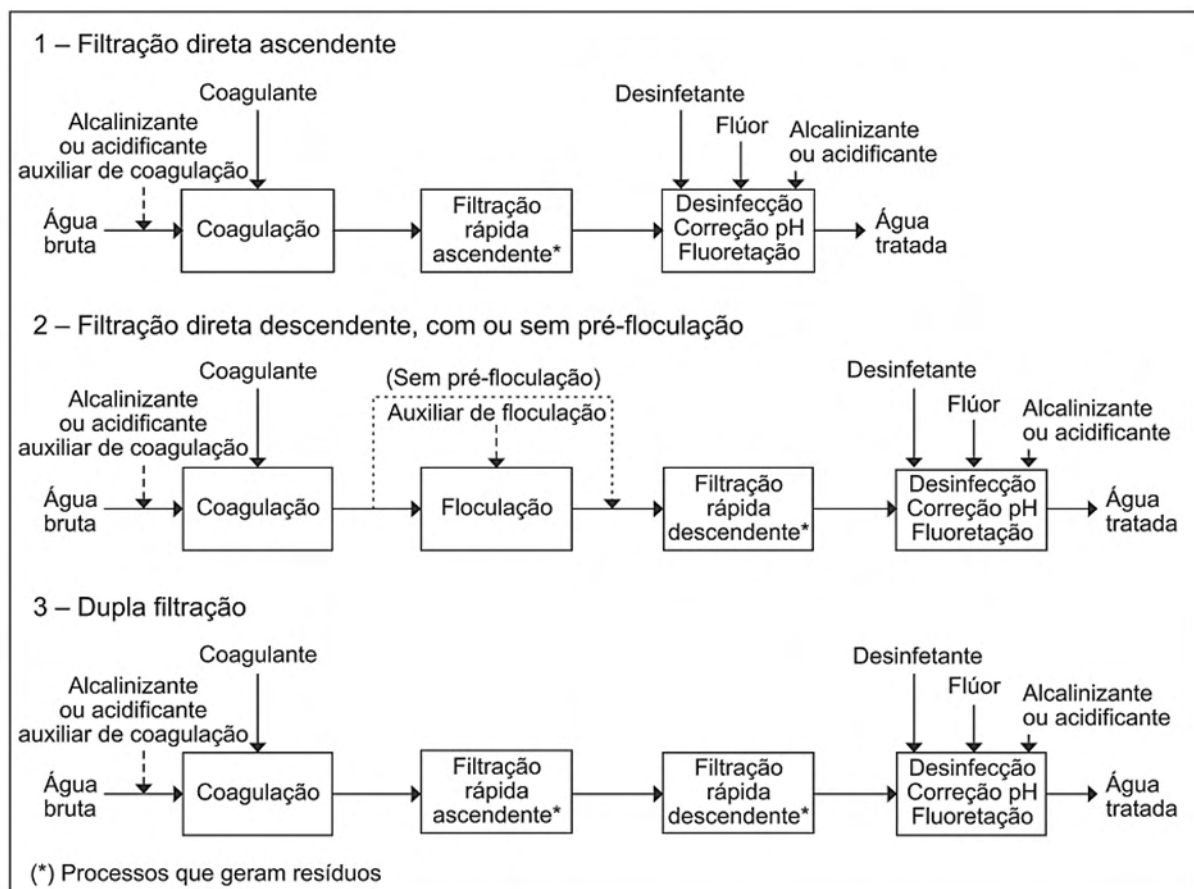 1 – Filtração direta ascendente
Coagulante
Alcalinizante
ou acidificante
auxiliar de coagulação
Água
bruta
Coagulação
Filtração
rápida
ascendente*
Desinfetante
Flúor
Alcalinizante
ou acidificante
Desinfecção
Correção pH
Fluoretação
Água
tratada
2 – Filtração direta descendente, com ou sem pré-floculação
Coagulante
Alcalinizante
ou acidificante
auxiliar de coagulação
Água
bruta
Coagulação
(Sem pré-floculação)
Auxiliar de floculação
Floculação
Filtração
rápida
descendente*
Desinfetante
Flúor
Alcalinizante
ou acidificante
Desinfecção
Correção pH
Fluoretação
Água
tratada
3 – Dupla filtração
Coagulante
Alcalinizante
ou acidificante
auxiliar de coagulação
Água
bruta
Coagulação
Filtração
rápida
ascendente*
Filtração
rápida
descendente*
Desinfetante
Flúor
Alcalinizante
ou acidificante
Desinfecção
Correção pH
Fluoretação
Água
tratada
(*) Processos que geram resíduos